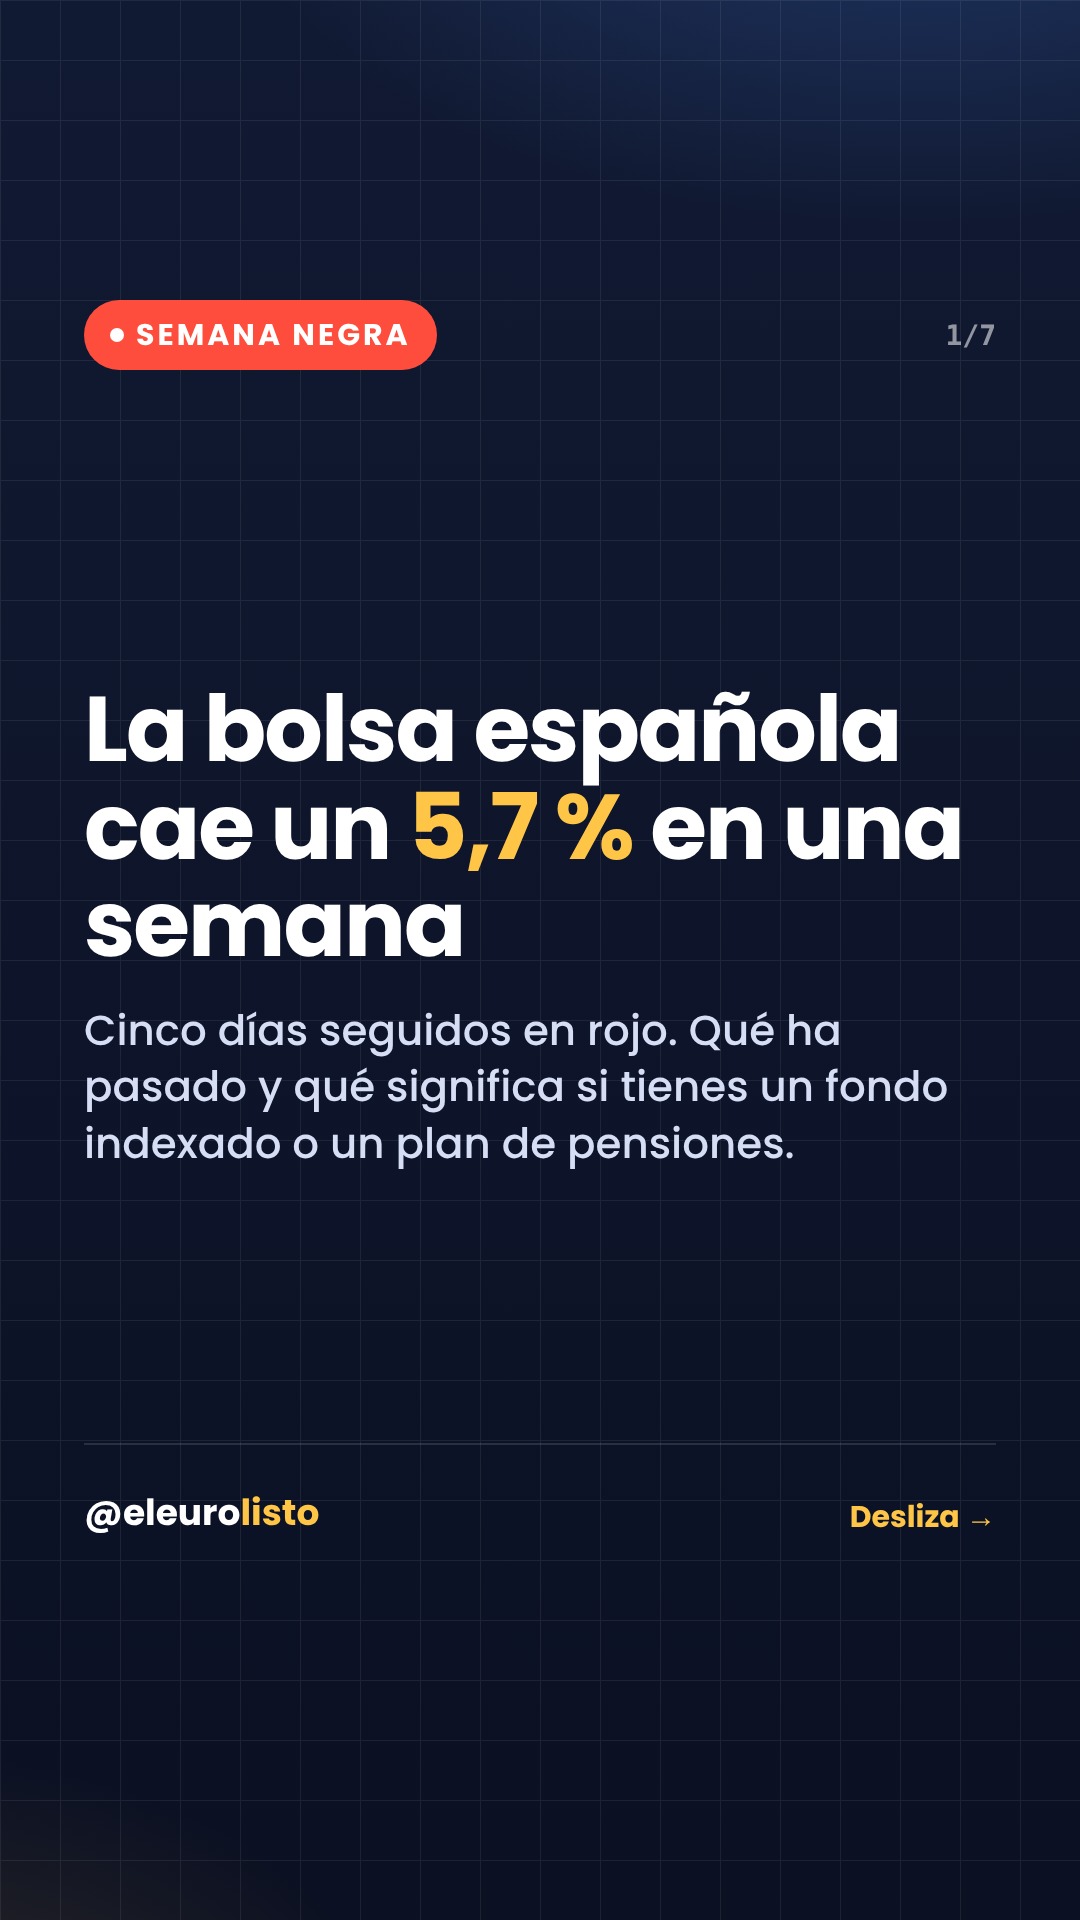 SEMANA NEGRA
1/7
La bolsa española
cae un 5,7 % en una
semana
Cinco días seguidos en rojo. Qué ha
pasado y qué significa si tienes un fondo
indexado o un plan de pensiones.
@eleurolisto
Desliza →